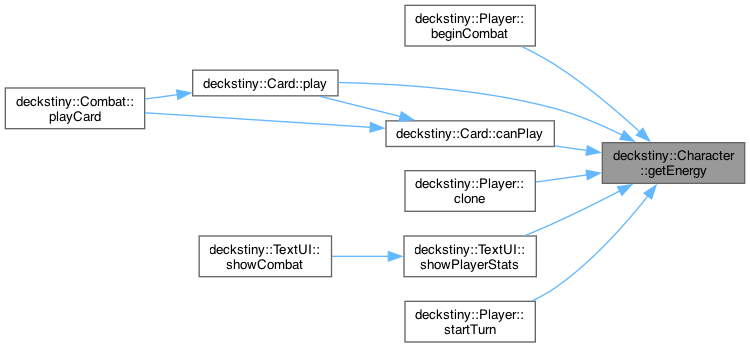 deckstiny::Player::
beginCombat
deckstiny::Card::play
deckstiny::Combat::
playCard
deckstiny::Card::canPlay
deckstiny::Character
::getEnergy
deckstiny::Player::
clone
deckstiny::TextUI::
showCombat
deckstiny::TextUI::
showPlayerStats
deckstiny::Player::
startTurn